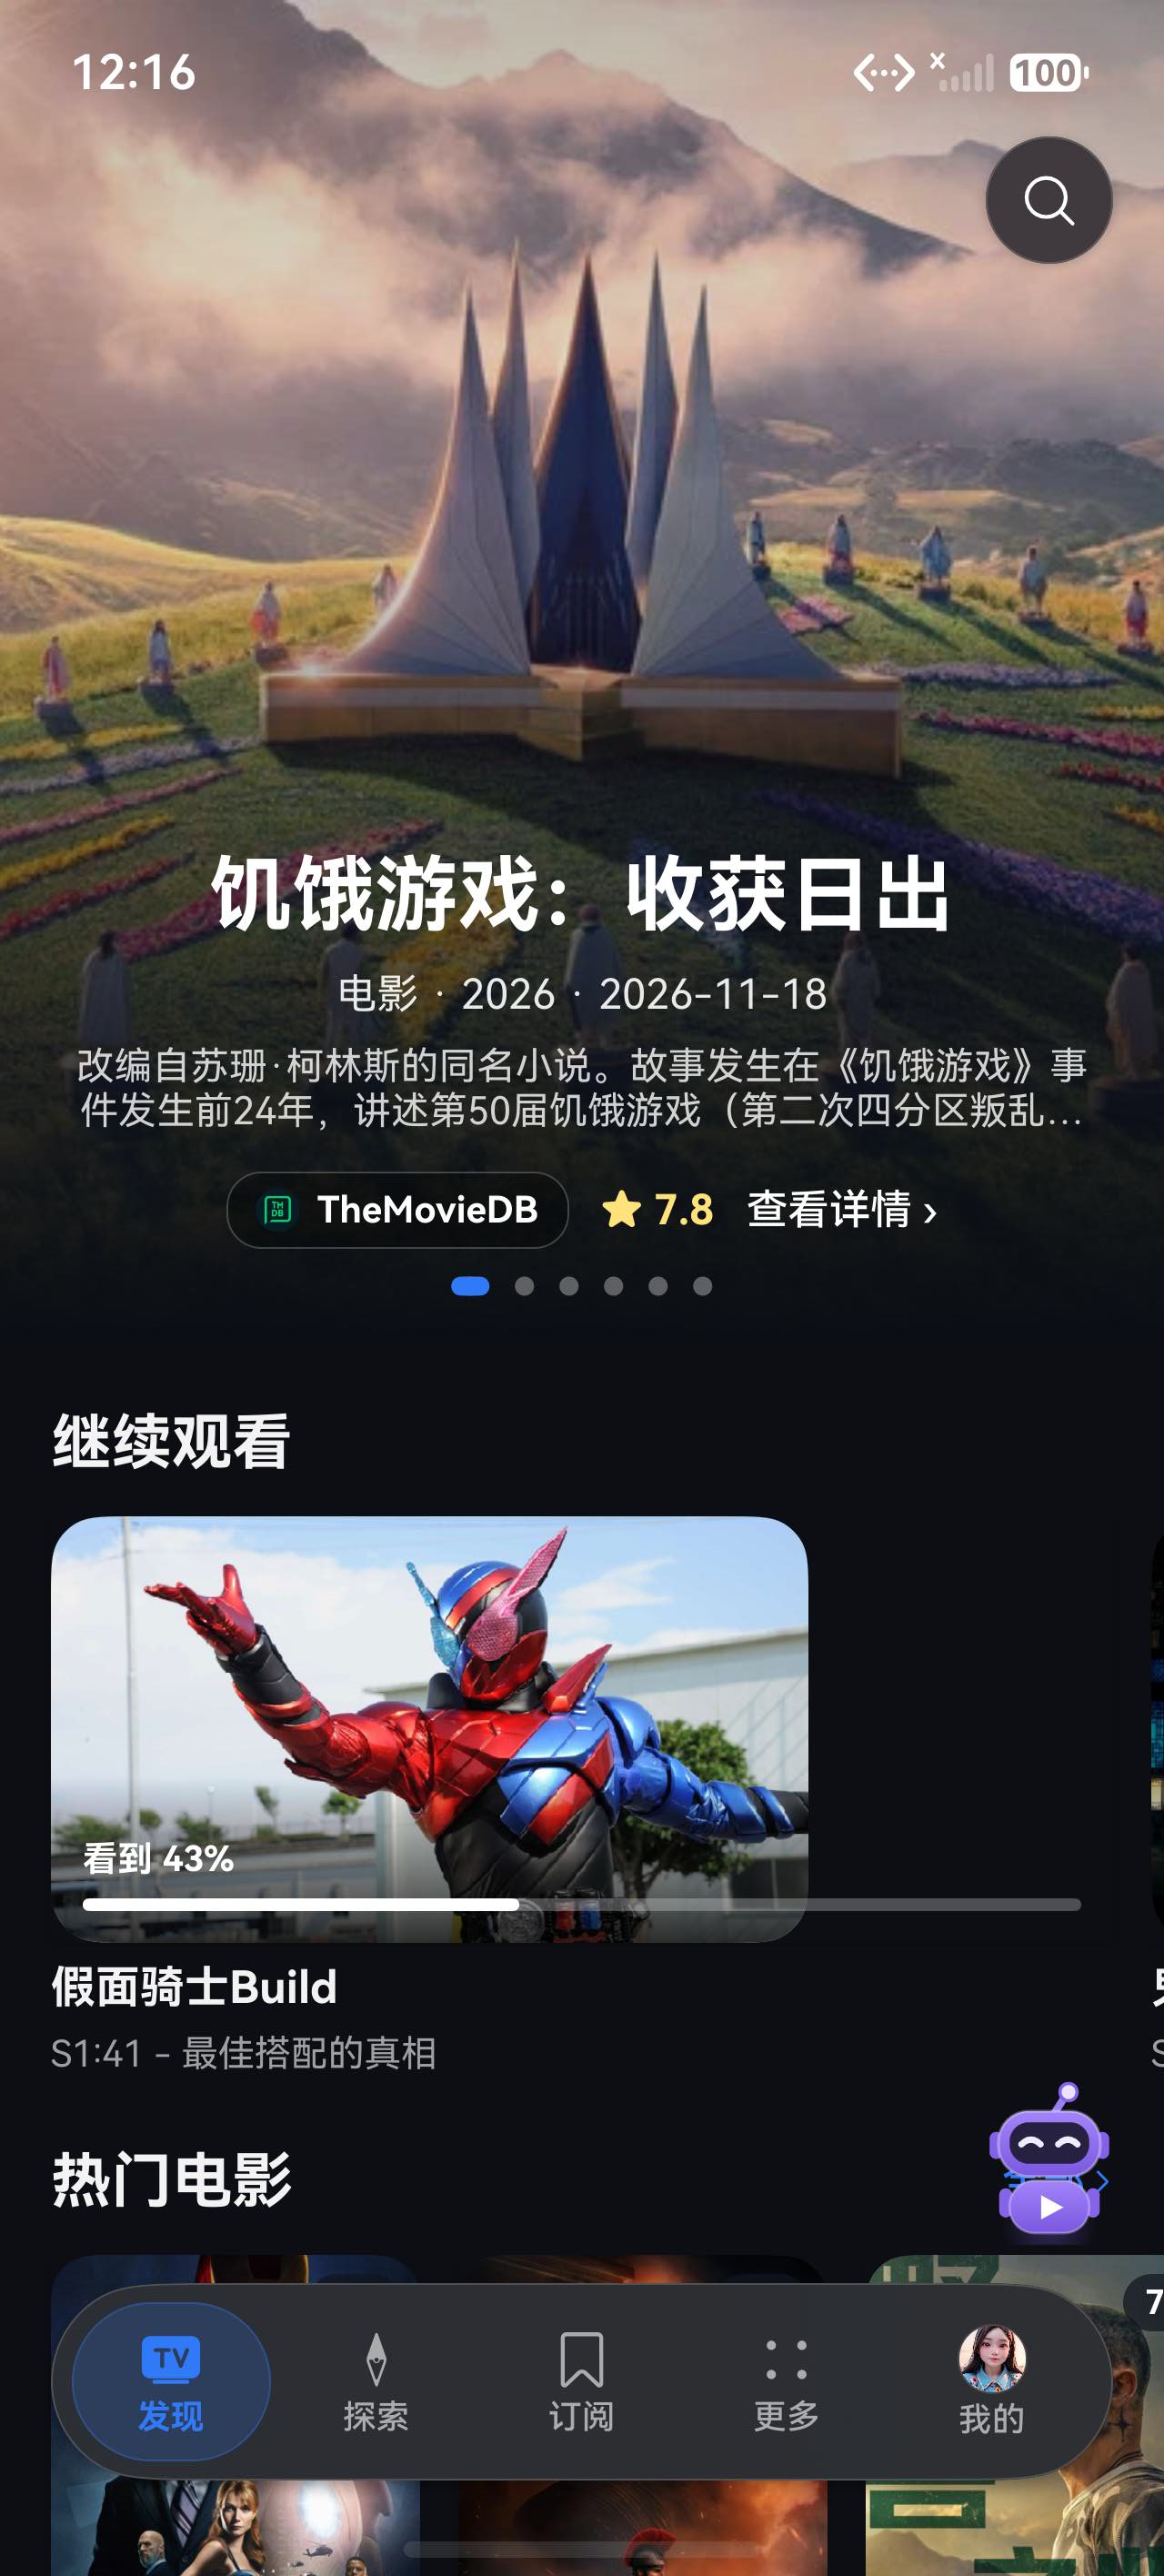 12:16
100
饥饿游戏： 收获日出
电影 · 2026 · 2026-11-18
改编自苏珊·柯林斯的同名小说。故事发生在《饥饿游戏》事
件发生前24年，讲述第50届饥饿游戏（第二次四分区叛乱…
TM
DB
TheMovieDB
7.8
查看详情 ›
继续观看
看到 43%
假面骑士Build
S1:41 - 最佳搭配的真相
S
热门电影
7
TV
发现
探索
订阅
更多
我的